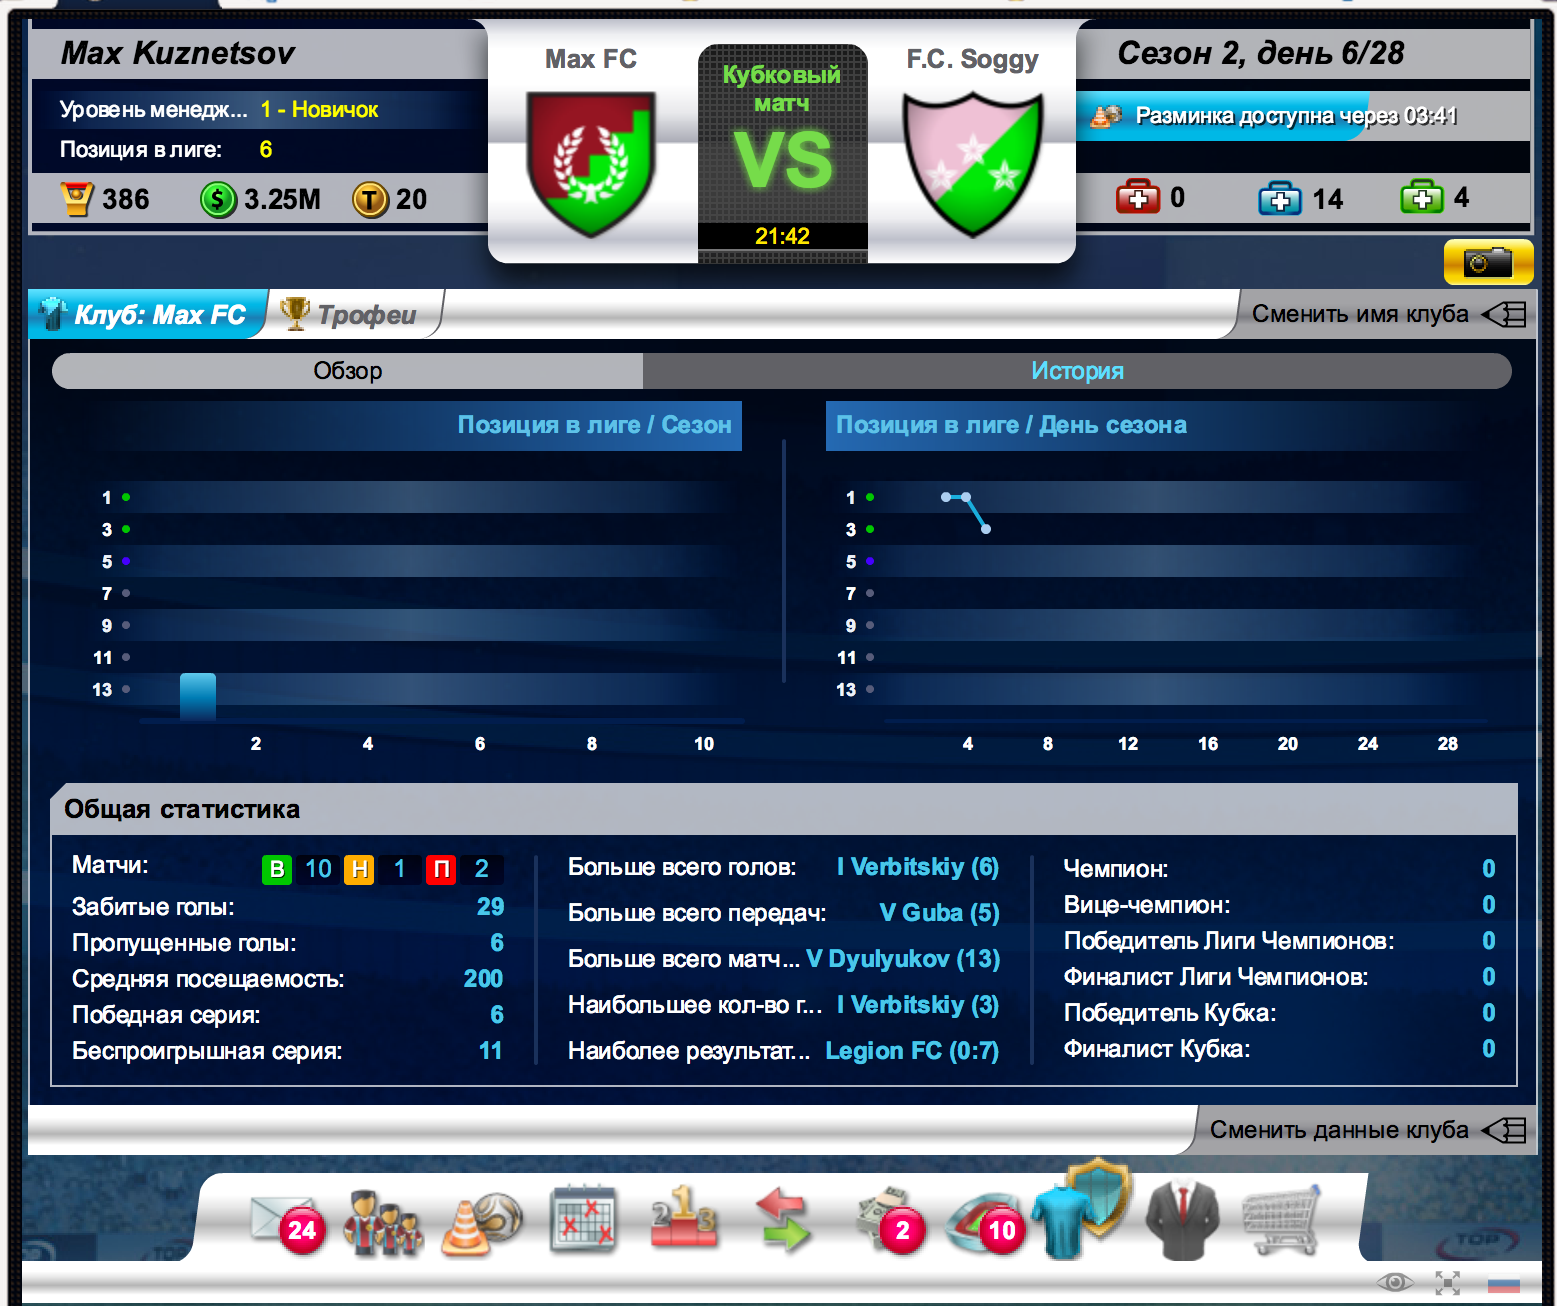 Max Kuznetsov
Уровень менедж... 1 - Новичок
Позиция в лиге: 6
386 $ 3.25M T 20
Max FC
Кубковый
матч
VS
21:42
F.C. Soggy
Сезон 2, день 6/28
Разминка доступна через 03:41
0 14 4
Клуб: Max FC
Трофеи
Сменить имя клуба
Обзор
История
Позиция в лиге / Сезон
1
3
5
7
9
11
13
2 4 6 8 10
Позиция в лиге / День сезона
1
3
5
7
9
11
13
4 8 12 16 20 24 28
Общая статистика
Матчи: В 10 Н 1 П 2
Забитые голы: 29
Пропущенные голы: 6
Средняя посещаемость: 200
Победная серия: 6
Беспроигрышная серия: 11
Больше всего голов: I Verbitskiy (6)
Больше всего передач: V Guba (5)
Больше всего матч... V Dyulyukov (13)
Наибольшее кол-во г... I Verbitskiy (3)
Наиболее результат... Legion FC (0:7)
Чемпион: 0
Вице-чемпион: 0
Победитель Лиги Чемпионов: 0
Финалист Лиги Чемпионов: 0
Победитель Кубка: 0
Финалист Кубка: 0
Сменить данные клуба
24
2 1 3
2
10
TOP
TOP